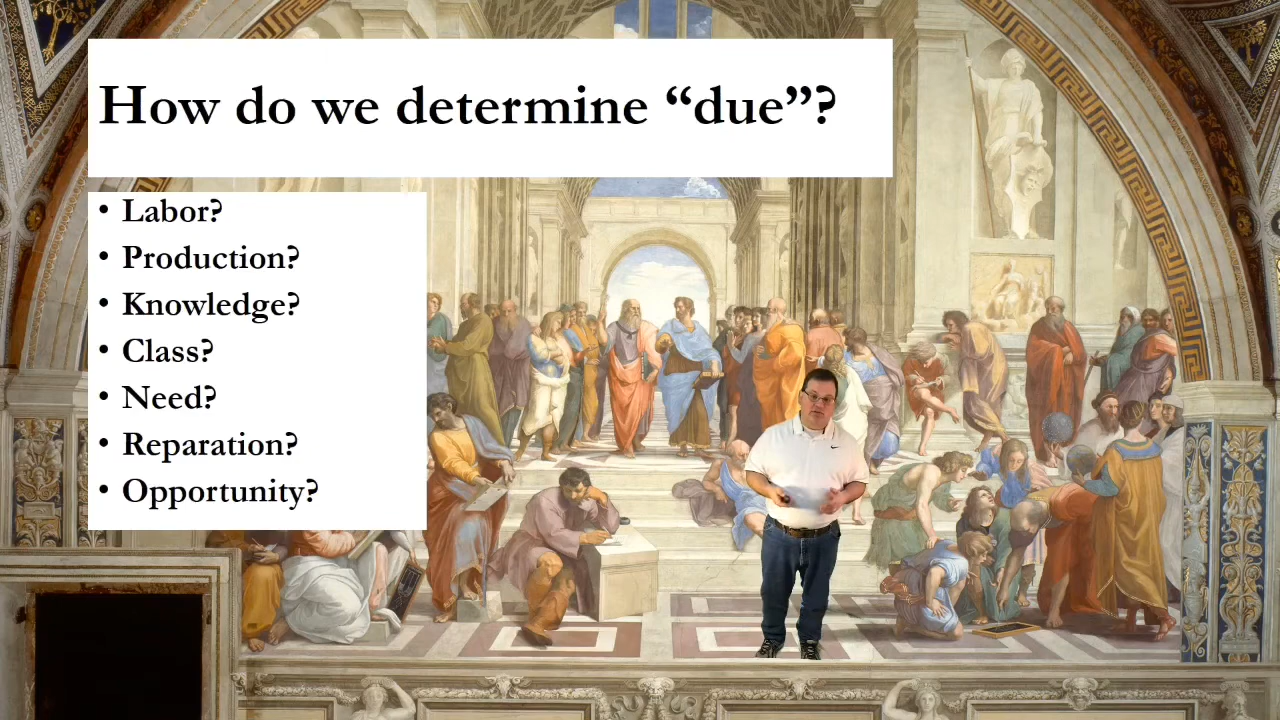 How do we determine “due”?
• Labor?
• Production?
• Knowledge?
• Class?
• Need?
• Reparation?
• Opportunity?